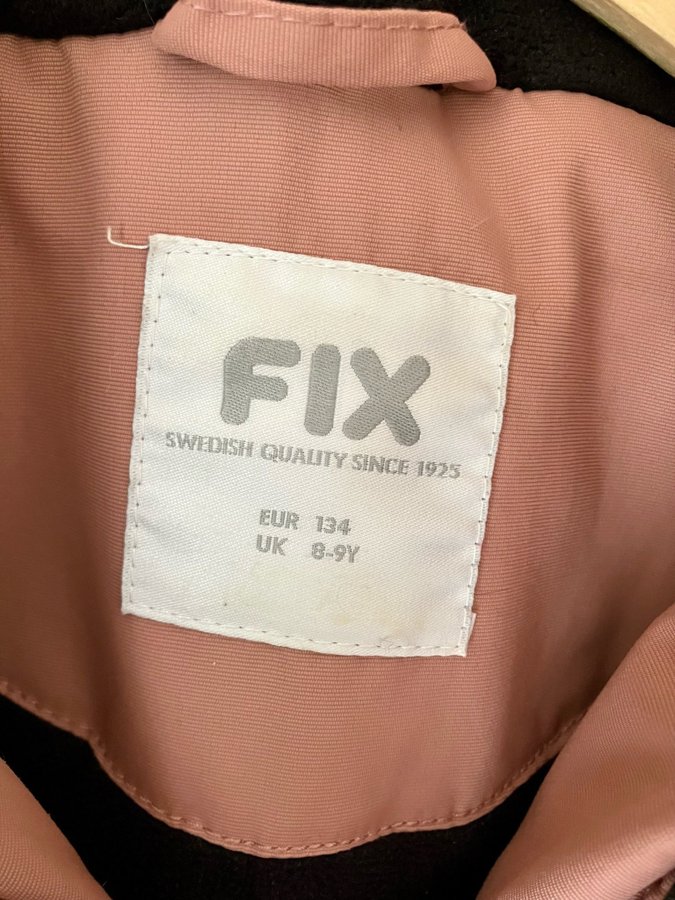 FIX
SWEDISH QUALITY SINCE 1925
EUR 134
UK 8-9Y